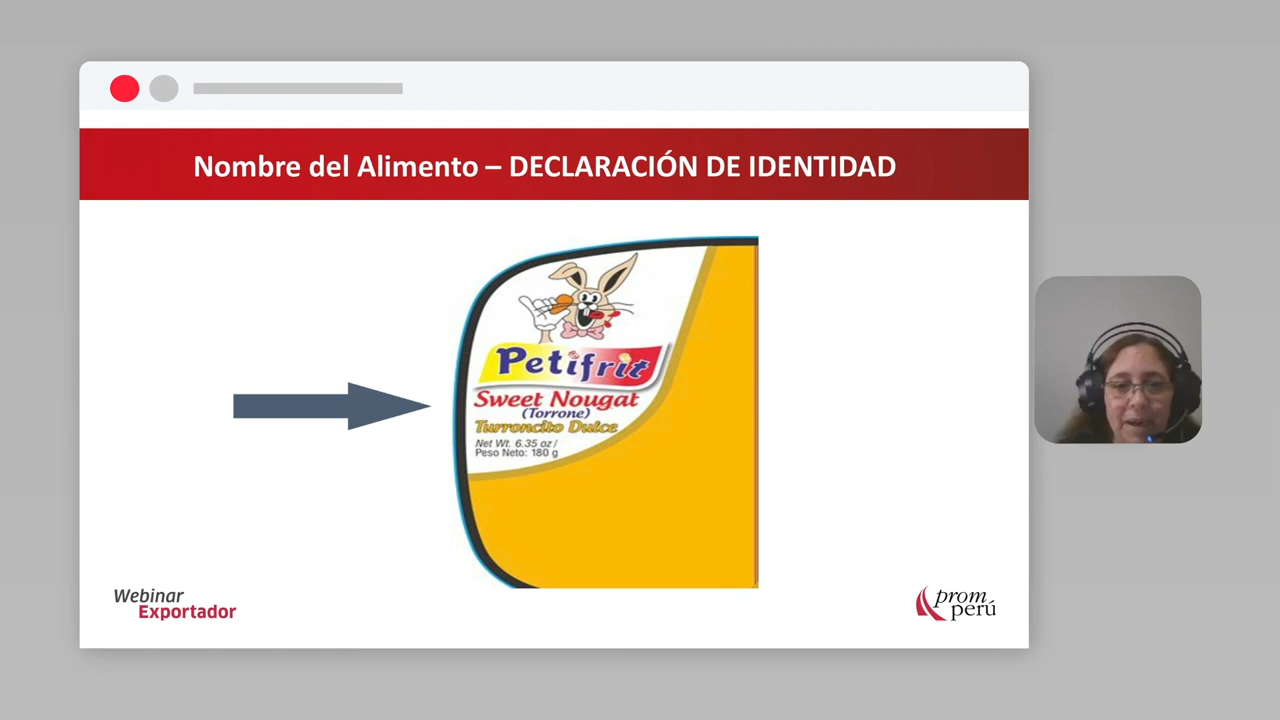 Nombre del Alimento – DECLARACIÓN DE IDENTIDAD
Petifrit
Sweet Nougat
(Torrone)
Turroncito Dulce
Net Wt. 6.35 oz /
Peso Neto: 180 g
Webinar
Exportador
prom
perú